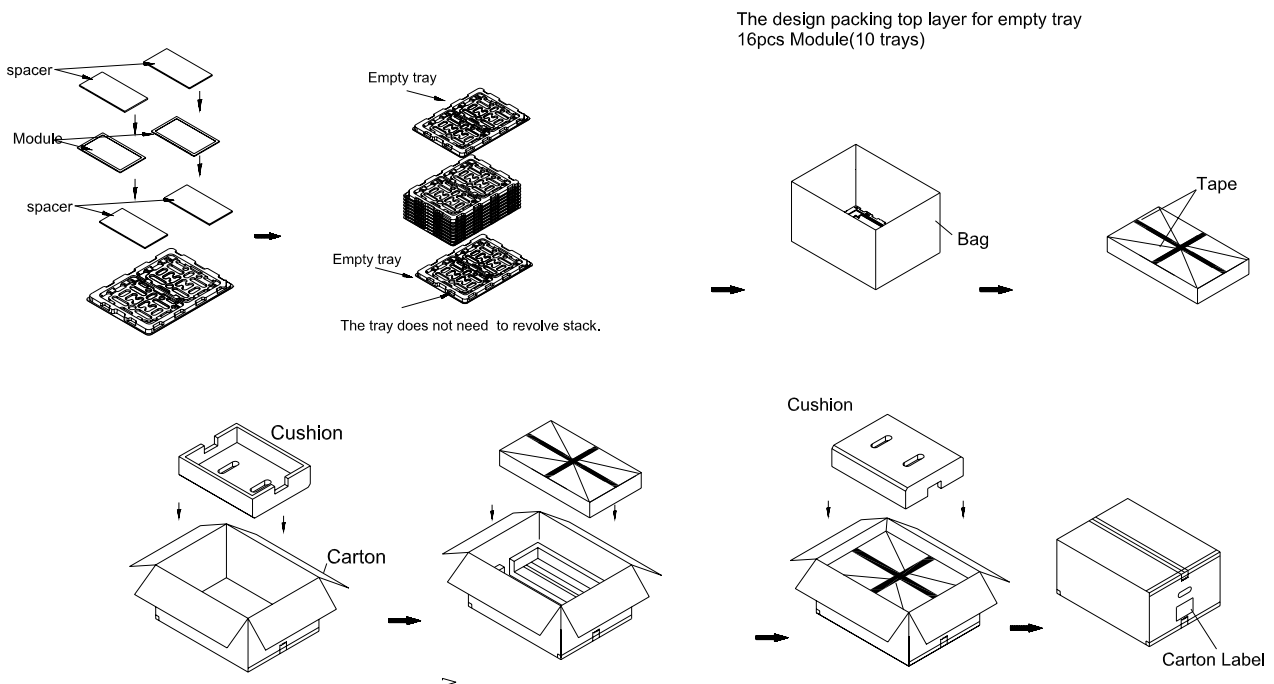 The design packing top layer for empty tray
16pcs Module(10 trays)
spacer
Module
spacer
Empty tray
Empty tray
The tray does not need to revolve stack.
Bag
Tape
Cushion
Carton
Cushion
Carton Label